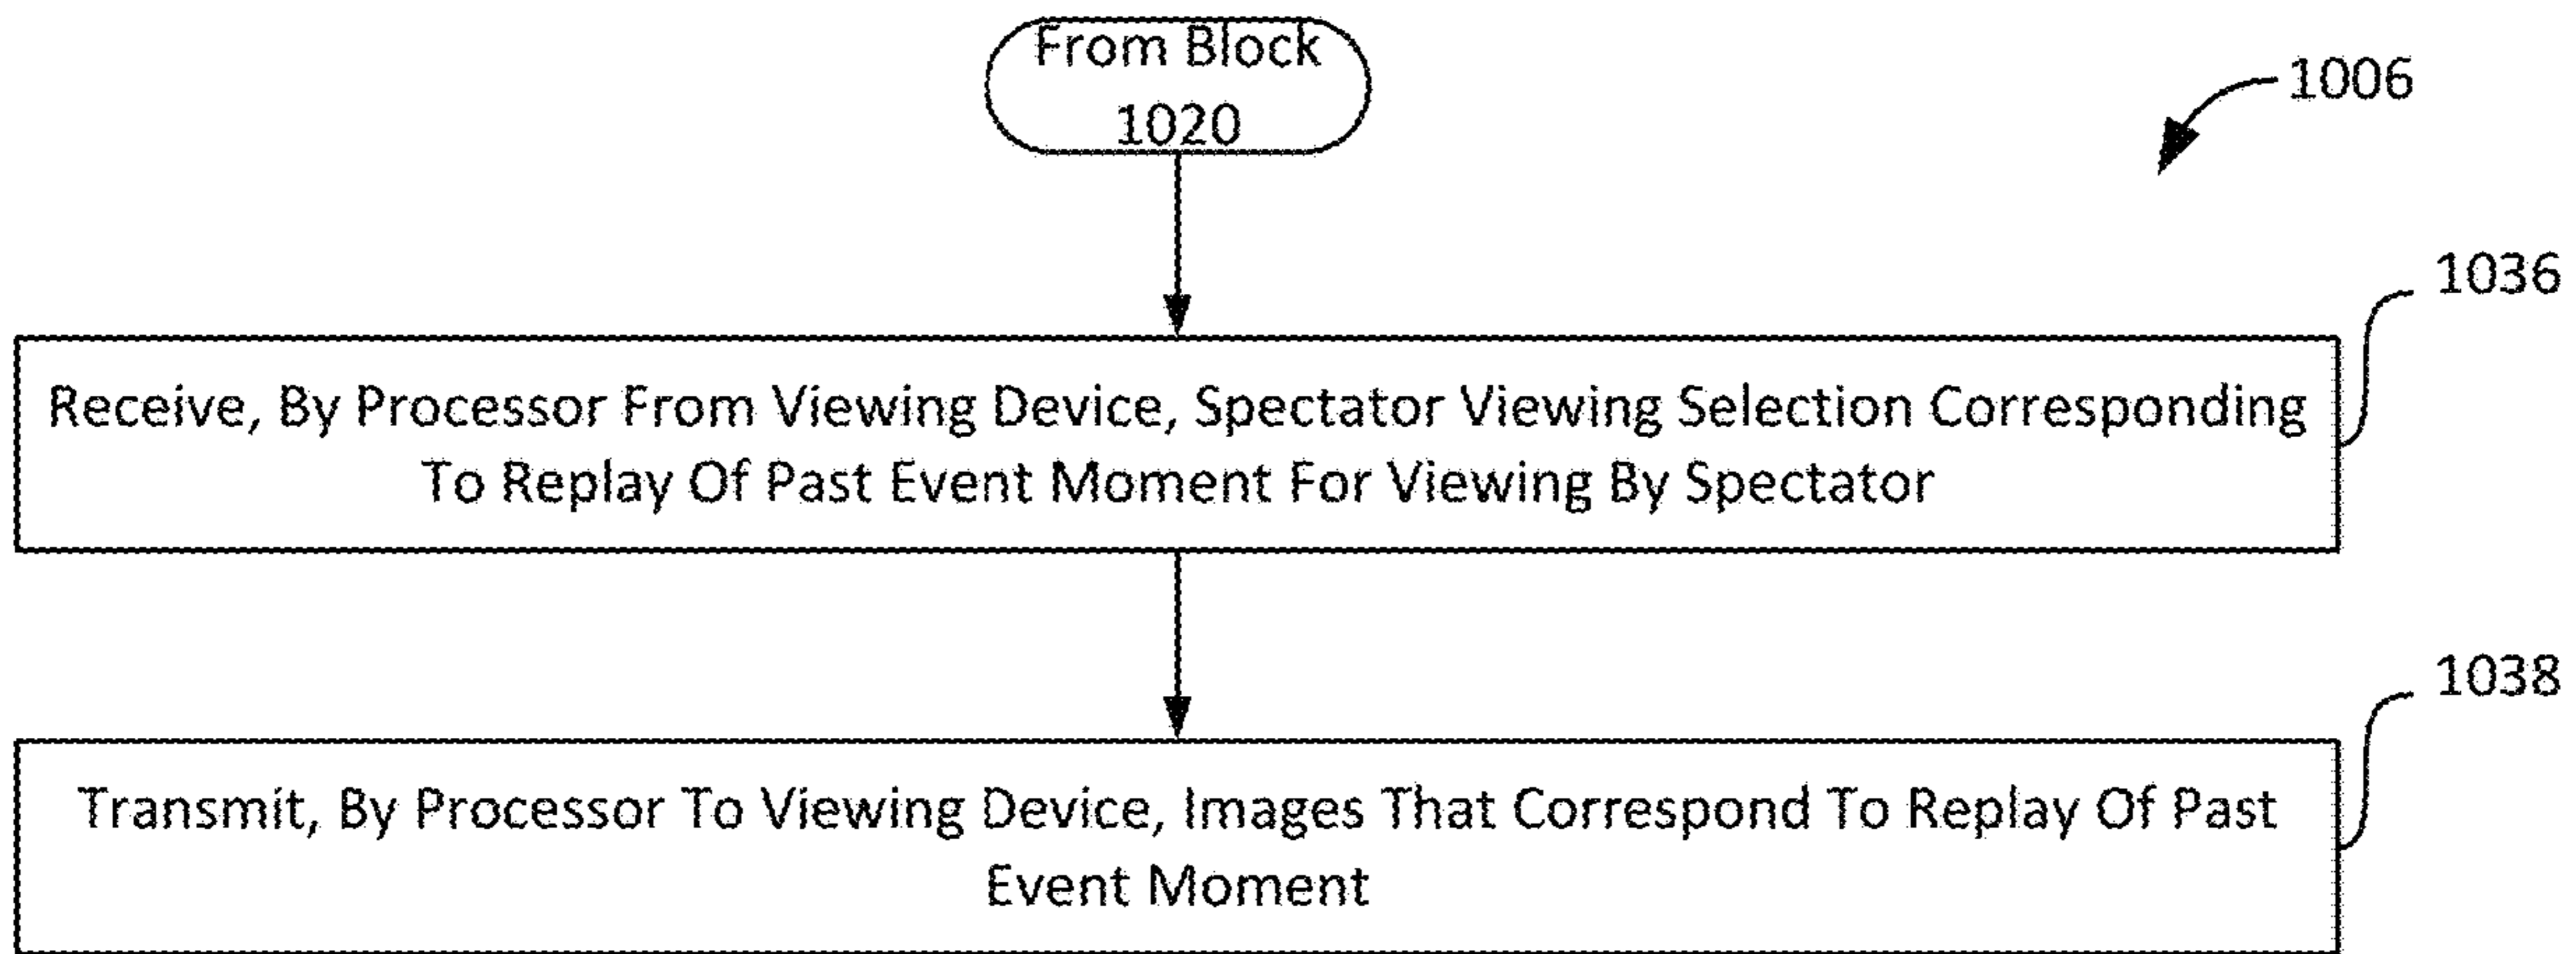 From Block
1020
1006
1036
Receive, By Processor From Viewing Device, Spectator Viewing Selection Corresponding
To Replay Of Past Event Moment For Viewing By Spectator
1038
Transmit, By Processor To Viewing Device, Images That Correspond To Replay Of Past
Event Moment